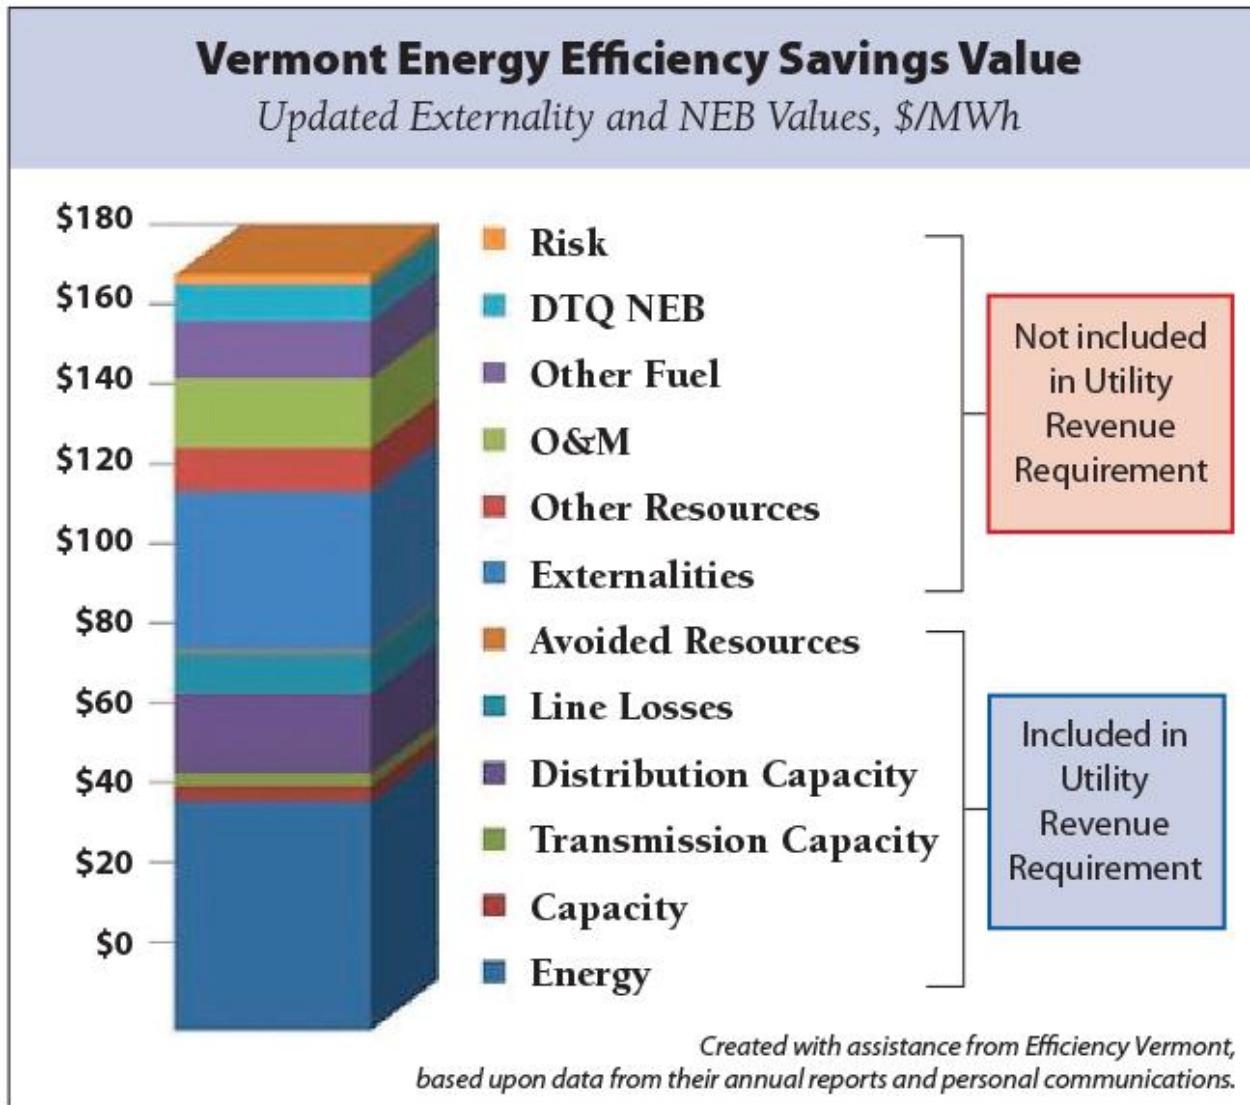 Vermont Energy Efficiency Savings Value
Updated Externality and NEB Values, $/MWh
$180
$160
$140
$120
$100
$80
$60
$40
$20
$0
Risk
DTQ NEB
Other Fuel
O&M
Other Resources
Externalities
Avoided Resources
Line Losses
Distribution Capacity
Transmission Capacity
Capacity
Energy
Not included
in Utility
Revenue
Requirement
Included in
Utility
Revenue
Requirement
Created with assistance from Efficiency Vermont,
based upon data from their annual reports and personal communications.